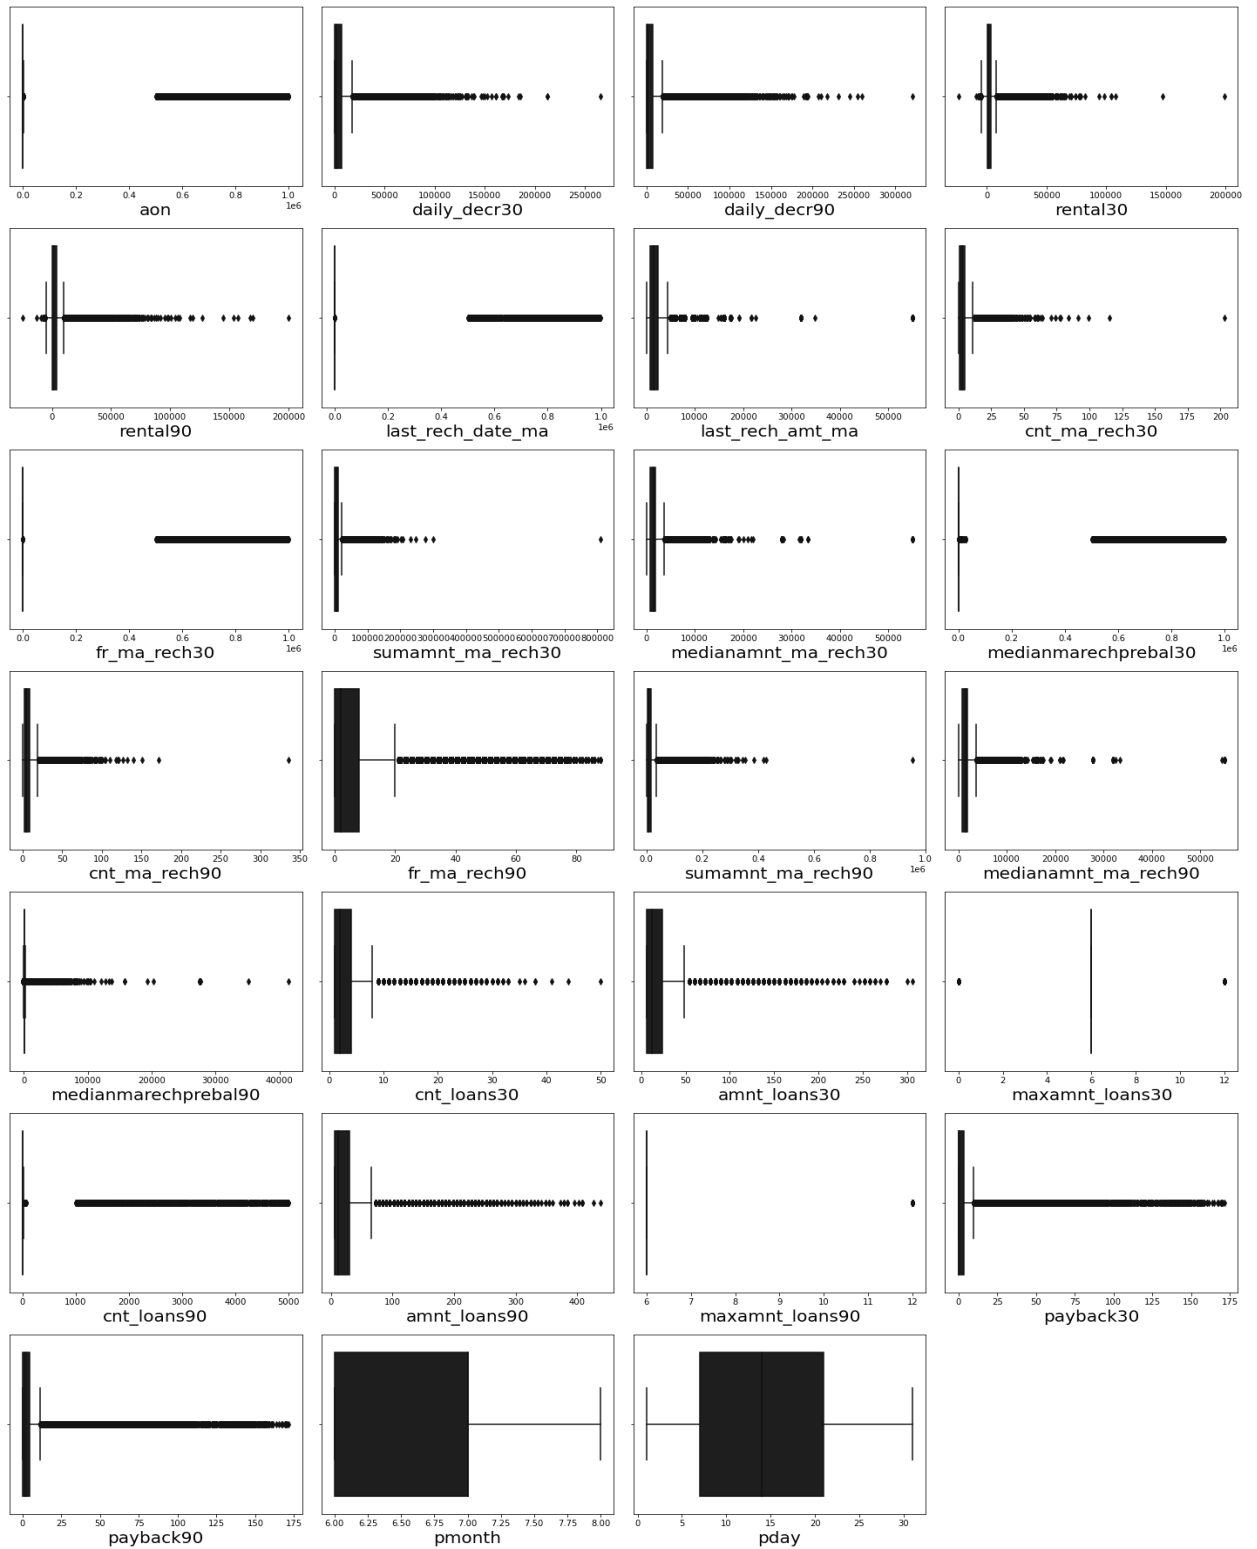 0.0 0.2 0.4 0.6 0.8 1.0
1e6
aon
0 50000 100000 150000 200000 250000
daily_decr30
0 50000 100000 150000 200000 250000 300000
daily_decr90
0 50000 100000 150000 200000
rental30
0 50000 100000 150000 200000
rental90
0.0 0.2 0.4 0.6 0.8 1.0
1e6
last_rech_date_ma
0 10000 20000 30000 40000 50000
last_rech_amt_ma
0 25 50 75 100 125 150 175 200
cnt_ma_rech30
0.0 0.2 0.4 0.6 0.8 1.0
1e6
fr_ma_rech30
0 100000 200000 300000 400000 500000 600000 700000 800000
sumamnt_ma_rech30
0 10000 20000 30000 40000 50000
medianamnt_ma_rech30
0.0 0.2 0.4 0.6 0.8 1.0
1e6
medianmarechprebal30
0 50 100 150 200 250 300 350
cnt_ma_rech90
0 20 40 60 80
fr_ma_rech90
0.0 0.2 0.4 0.6 0.8 1.0
1e6
sumamnt_ma_rech90
0 10000 20000 30000 40000 50000
medianamnt_ma_rech90
0 10000 20000 30000 40000
medianmarechprebal90
0 10 20 30 40 50
cnt_loans30
0 50 100 150 200 250 300
amnt_loans30
0 2 4 6 8 10 12
maxamnt_loans30
0 1000 2000 3000 4000 5000
cnt_loans90
100 200 300 400
amnt_loans90
6 7 8 9 10 11 12
maxamnt_loans90
0 25 50 75 100 125 150 175
payback30
0 25 50 75 100 125 150 175
payback90
6.00 6.25 6.50 6.75 7.00 7.25 7.50 7.75 8.00
pmonth
0 5 10 15 20 25 30
pday